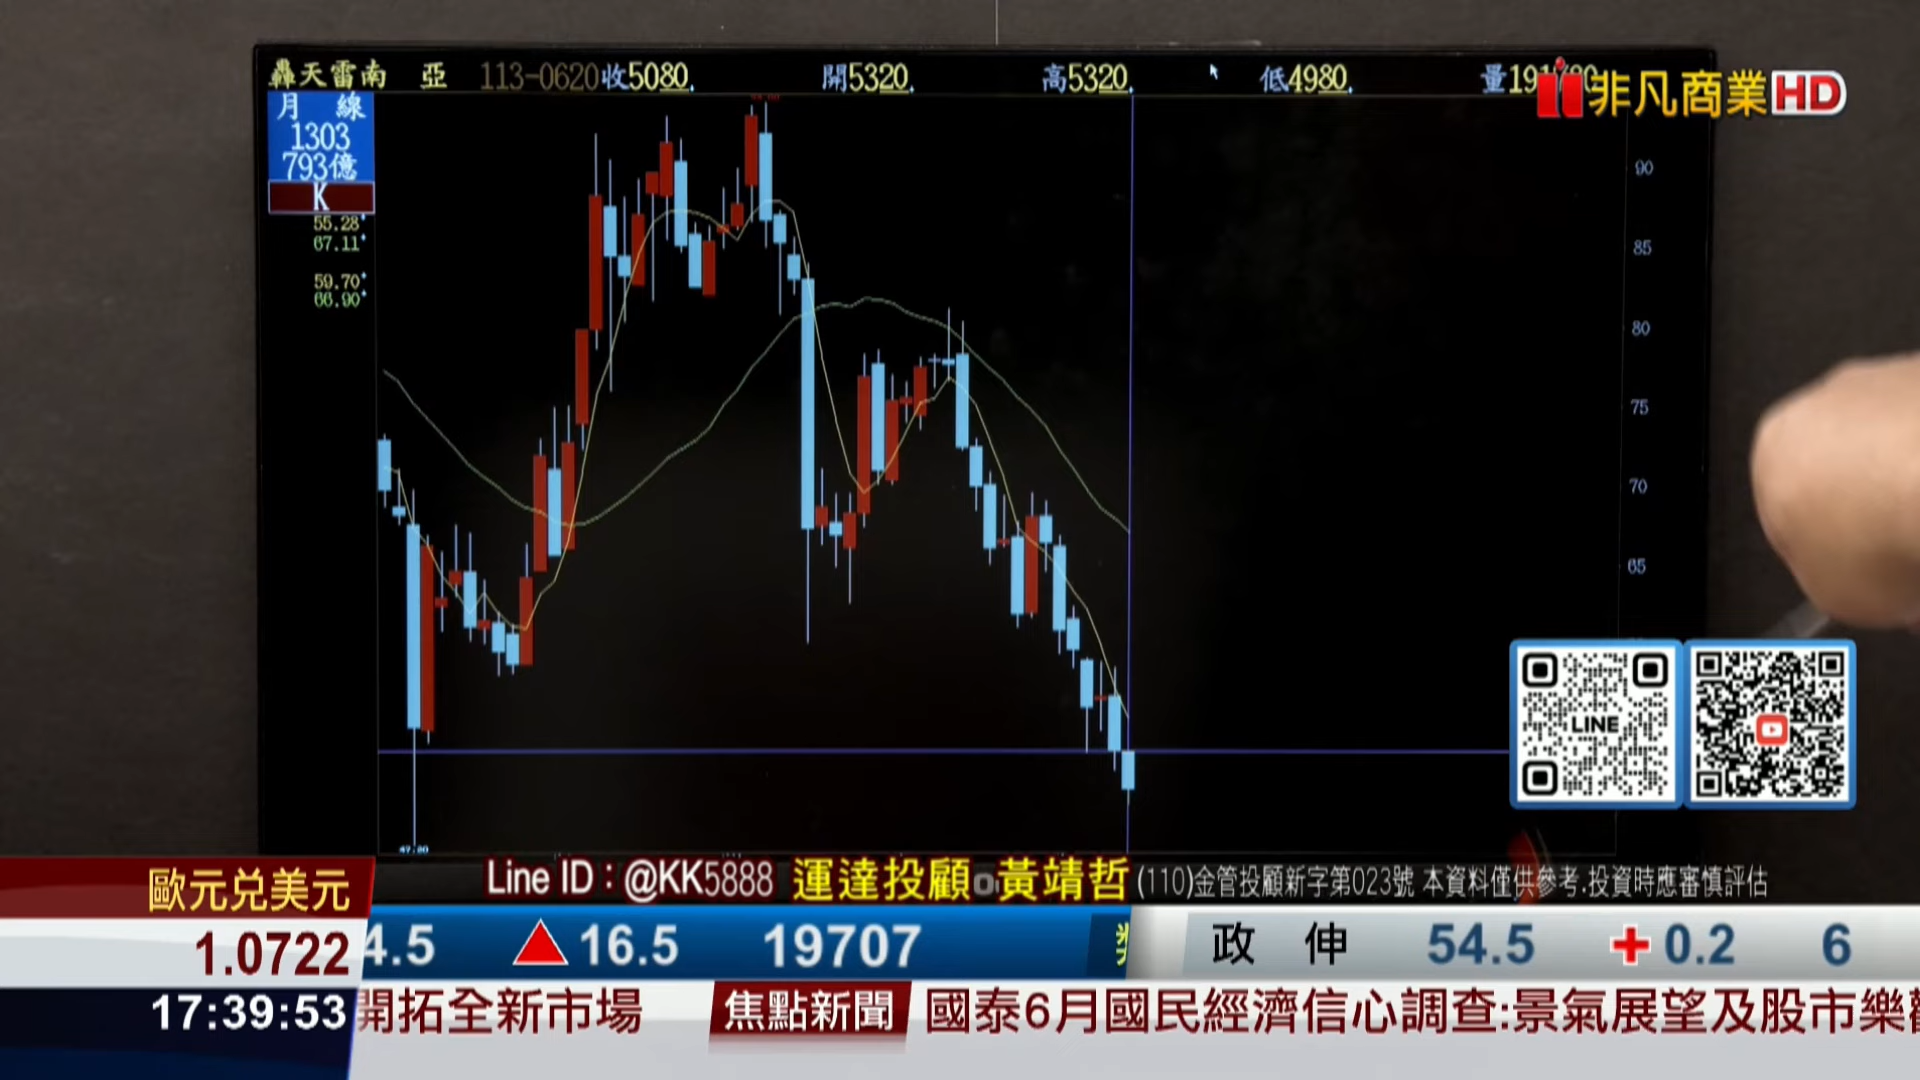 轟天雷南 亞 113-0620收5080. 開5320. 高5320. 低4980. 量
非凡商業HD
月 線
1303
793億
K
55.28
67.11
59.70
66.90
90
85
80
75
70
65
47.20
LINE
Line ID：@KK5888 運達投顧 黃靖哲 (110)金管投顧新字第023號 本資料僅供參考.投資時應審慎評估
歐元兌美元
1.0722
4.5 ▲16.5 19707
政 伸 54.5 +0.2 6
17:39:53
開拓全新市場 焦點新聞 國泰6月國民經濟信心調查:景氣展望及股市樂